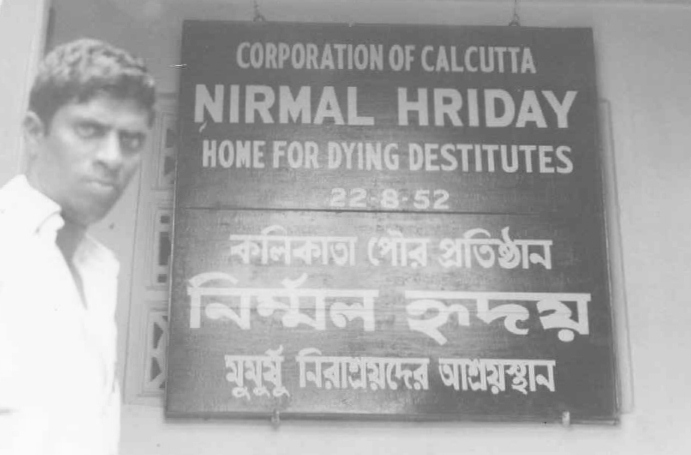 CORPORATION OF CALCUTTA
NIRMAL HRIDAY
HOME FOR DYING DESTITUTES
22-8-52
কলিকাতা পৌর প্রতিষ্ঠান
নির্ম্মল হৃদয়
মুমুর্ষু নিরাশ্রয়দের আশ্রয়স্থান